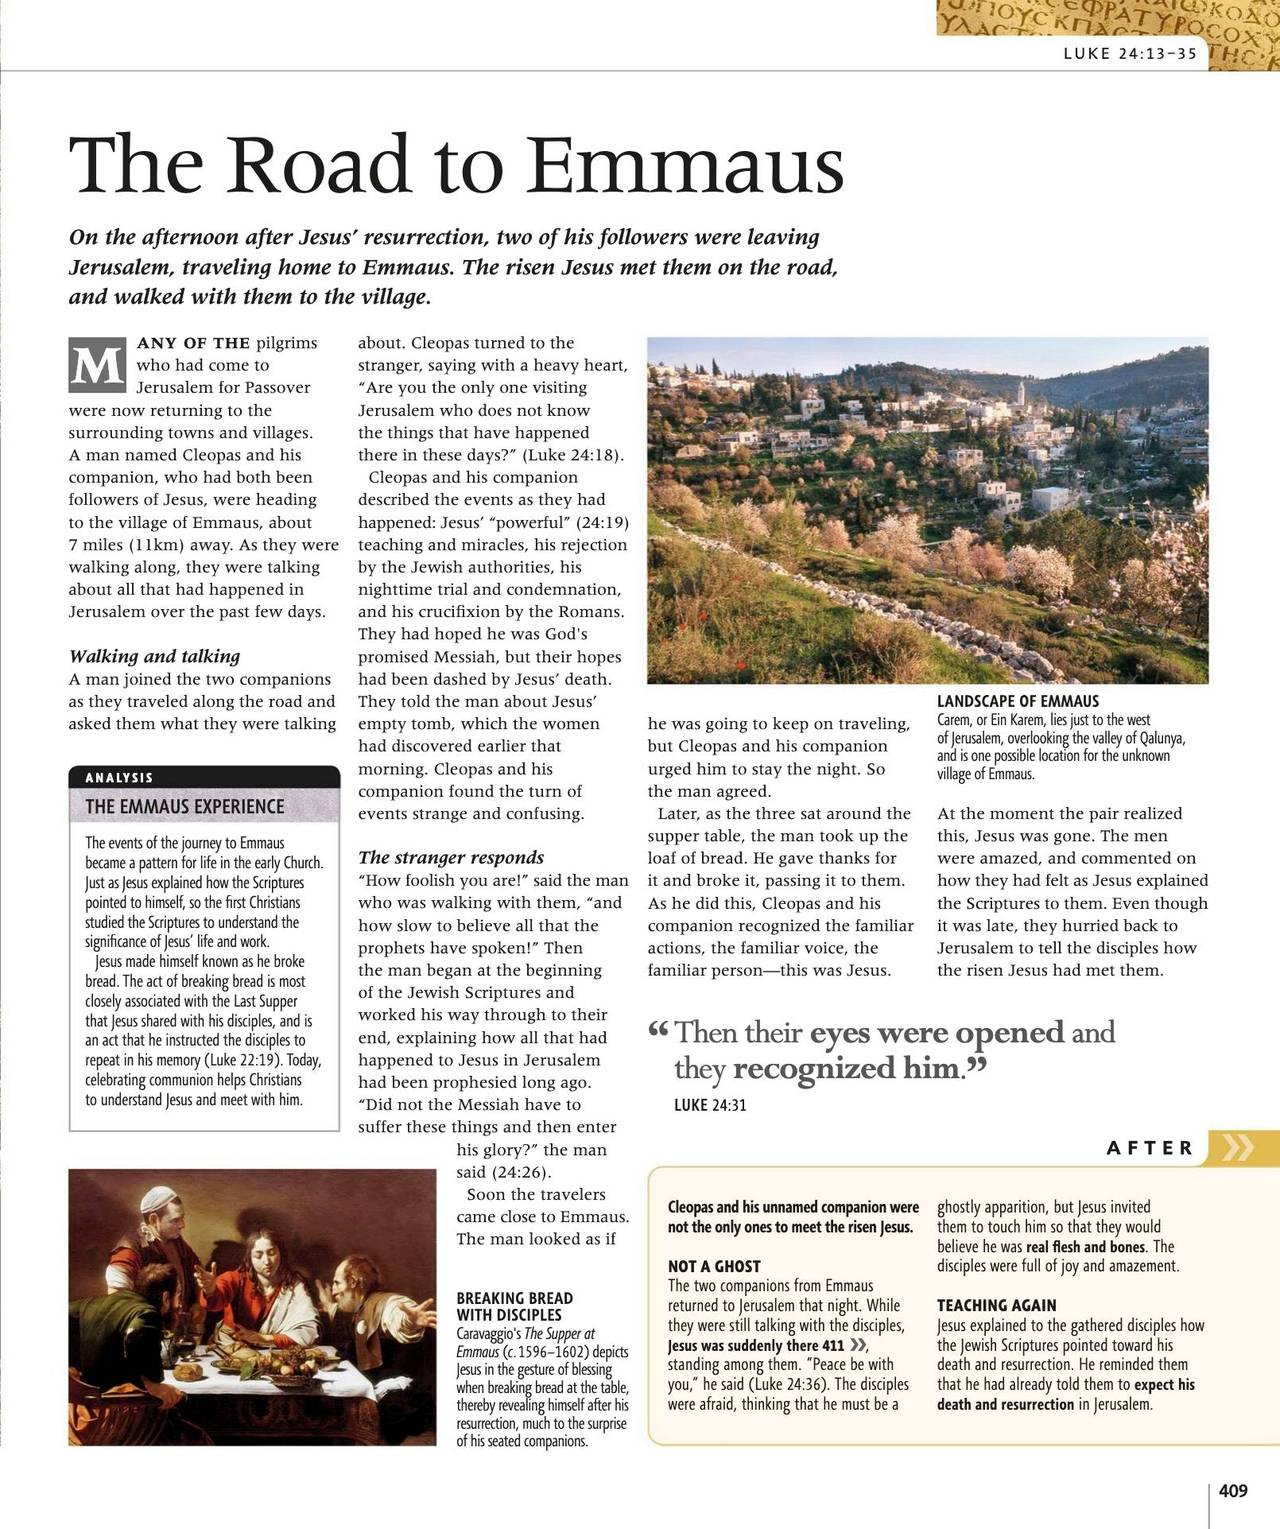 LUKE 24:13–35
The Road to Emmaus
On the afternoon after Jesus’ resurrection, two of his followers were leaving
Jerusalem, traveling home to Emmaus. The risen Jesus met them on the road,
and walked with them to the village.
MANY OF THE pilgrims
who had come to
Jerusalem for Passover
were now returning to the
surrounding towns and villages.
A man named Cleopas and his
companion, who had both been
followers of Jesus, were heading
to the village of Emmaus, about
7 miles (11km) away. As they were
walking along, they were talking
about all that had happened in
Jerusalem over the past few days.
Walking and talking
A man joined the two companions
as they traveled along the road and
asked them what they were talking
about. Cleopas turned to the
stranger, saying with a heavy heart,
“Are you the only one visiting
Jerusalem who does not know
the things that have happened
there in these days?” (Luke 24:18).
Cleopas and his companion
described the events as they had
happened: Jesus’ “powerful” (24:19)
teaching and miracles, his rejection
by the Jewish authorities, his
nighttime trial and condemnation,
and his crucifixion by the Romans.
They had hoped he was God's
promised Messiah, but their hopes
had been dashed by Jesus’ death.
They told the man about Jesus’
empty tomb, which the women
had discovered earlier that
morning. Cleopas and his
companion found the turn of
events strange and confusing.
The stranger responds
“How foolish you are!” said the man
who was walking with them, “and
how slow to believe all that the
prophets have spoken!” Then
the man began at the beginning
of the Jewish Scriptures and
worked his way through to their
end, explaining how all that had
happened to Jesus in Jerusalem
had been prophesied long ago.
“Did not the Messiah have to
suffer these things and then enter
his glory?” the man
said (24:26).
Soon the travelers
came close to Emmaus.
The man looked as if
he was going to keep on traveling,
but Cleopas and his companion
urged him to stay the night. So
the man agreed.
Later, as the three sat around the
supper table, the man took up the
loaf of bread. He gave thanks for
it and broke it, passing it to them.
As he did this, Cleopas and his
companion recognized the familiar
actions, the familiar voice, the
familiar person—this was Jesus.
LANDSCAPE OF EMMAUS
Carem, or Ein Karem, lies just to the west
of Jerusalem, overlooking the valley of Qalunya,
and is one possible location for the unknown
village of Emmaus.
At the moment the pair realized
this, Jesus was gone. The men
were amazed, and commented on
how they had felt as Jesus explained
the Scriptures to them. Even though
it was late, they hurried back to
Jerusalem to tell the disciples how
the risen Jesus had met them.
“Then their eyes were opened and
they recognized him.”
LUKE 24:31
ANALYSIS
THE EMMAUS EXPERIENCE
The events of the journey to Emmaus
became a pattern for life in the early Church.
Just as Jesus explained how the Scriptures
pointed to himself, so the first Christians
studied the Scriptures to understand the
significance of Jesus’ life and work.
Jesus made himself known as he broke
bread. The act of breaking bread is most
closely associated with the Last Supper
that Jesus shared with his disciples, and is
an act that he instructed the disciples to
repeat in his memory (Luke 22:19). Today,
celebrating communion helps Christians
to understand Jesus and meet with him.
BREAKING BREAD
WITH DISCIPLES
Caravaggio's The Supper at
Emmaus (c.1596–1602) depicts
Jesus in the gesture of blessing
when breaking bread at the table,
thereby revealing himself after his
resurrection, much to the surprise
of his seated companions.
AFTER »
Cleopas and his unnamed companion were
not the only ones to meet the risen Jesus.
NOT A GHOST
The two companions from Emmaus
returned to Jerusalem that night. While
they were still talking with the disciples,
Jesus was suddenly there 411 »,
standing among them. “Peace be with
you,” he said (Luke 24:36). The disciples
were afraid, thinking that he must be a
ghostly apparition, but Jesus invited
them to touch him so that they would
believe he was real flesh and bones. The
disciples were full of joy and amazement.
TEACHING AGAIN
Jesus explained to the gathered disciples how
the Jewish Scriptures pointed toward his
death and resurrection. He reminded them
that he had already told them to expect his
death and resurrection in Jerusalem.
409